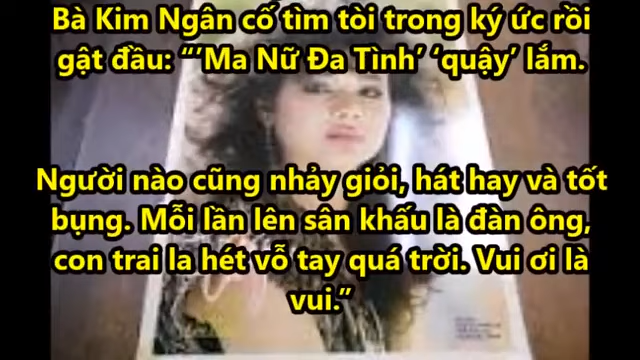 Bà Kim Ngân cố tìm tòi trong ký ức rồi
gật đầu: “’Ma Nữ Đa Tình’ ‘quậy’ lắm.
Người nào cũng nhảy giỏi, hát hay và tốt
bụng. Mỗi lần lên sân khấu là đàn ông,
con trai la hét vỗ tay quá trời. Vui ơi là
vui.”